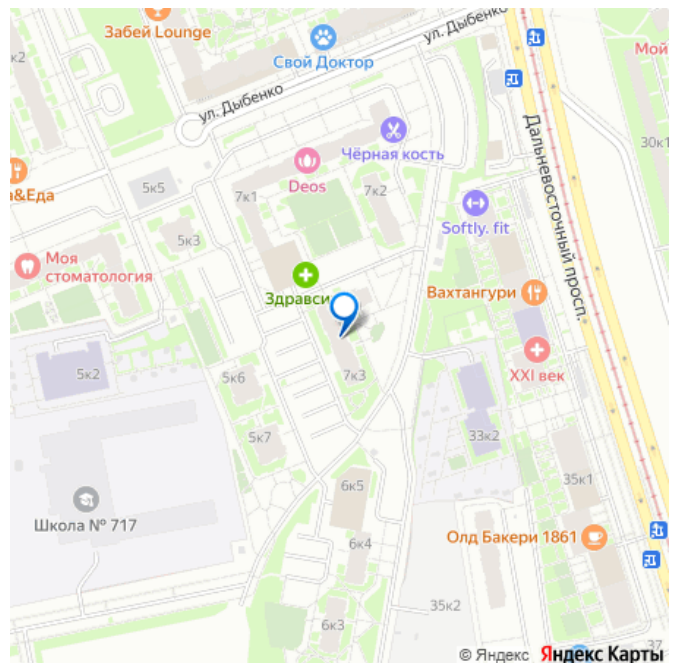 Забей Lounge
ул. Дыбенко
Свой Доктор
Мой
к2
ул. Дыбенко
Дальневосточный просп.
30к1
Чёрная кость
а&Еда
5к5
Deos
7к1
7к2
Softly. fit
5к3
Моя
стоматология
Здравси
Вахтангури
5к2
5к6
7к3
XXI век
5к7
33к2
6к5
35к1
Школа № 717
Олд Бакери 1861
6к4
35к2
6к3
37
© Яндекс Яндекс Карты